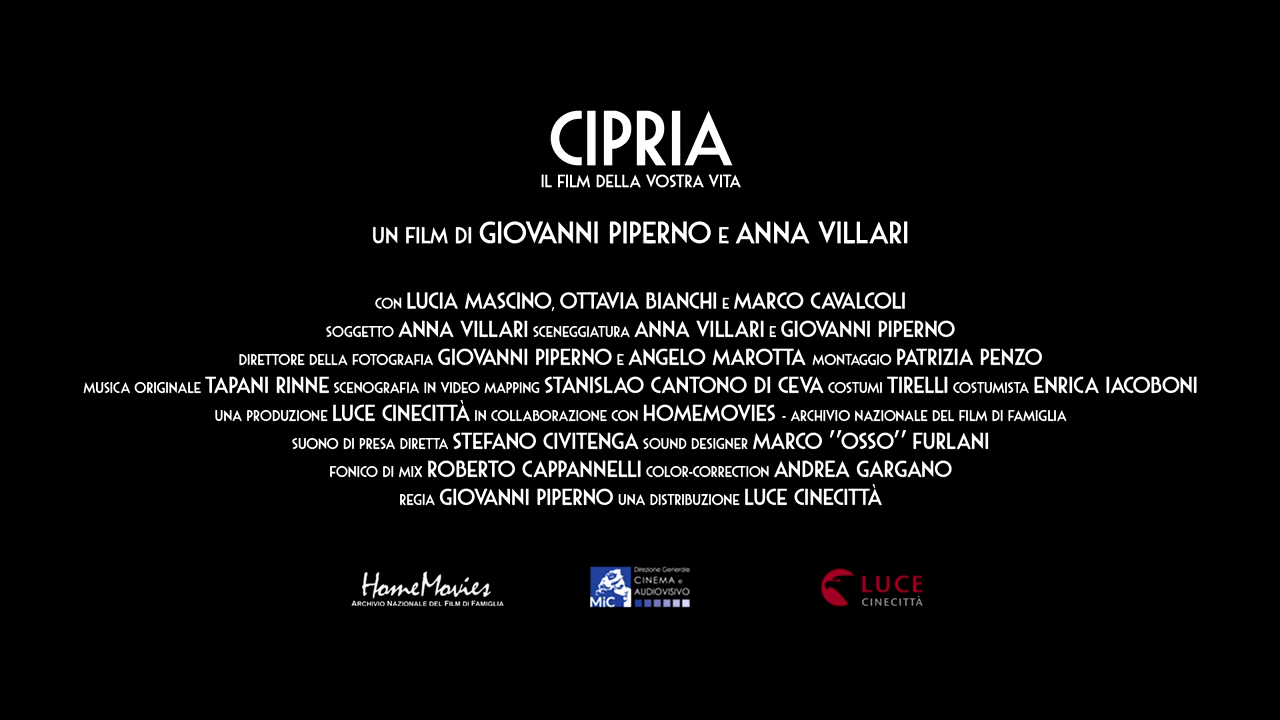 CIPRIA
IL FILM DELLA VOSTRA VITA
UN FILM DI GIOVANNI PIPERNO E ANNA VILLARI
CON LUCIA MASCINO, OTTAVIA BIANCHI E MARCO CAVALCOLI
SOGGETTO ANNA VILLARI SCENEGGIATURA ANNA VILLARI E GIOVANNI PIPERNO
DIRETTORE DELLA FOTOGRAFIA GIOVANNI PIPERNO E ANGELO MAROTTA MONTAGGIO PATRIZIA PENZO
MUSICA ORIGINALE TAPANI RINNE SCENOGRAFIA IN VIDEO MAPPING STANISLAO CANTONO DI CEVA COSTUMI TIRELLI COSTUMISTA ENRICA IACOBONI
UNA PRODUZIONE LUCE CINECITTÀ IN COLLABORAZIONE CON HOMEMOVIES - ARCHIVIO NAZIONALE DEL FILM DI FAMIGLIA
SUONO DI PRESA DIRETTA STEFANO CIVITENGA SOUND DESIGNER MARCO ''OSSO'' FURLANI
FONICO DI MIX ROBERTO CAPPANNELLI COLOR-CORRECTION ANDREA GARGANO
REGIA GIOVANNI PIPERNO UNA DISTRIBUZIONE LUCE CINECITTÀ
HomeMovies
ARCHIVIO NAZIONALE DEL FILM DI FAMIGLIA
MiC
Direzione Generale
CINEMA e
AUDIOVISIVO
LUCE
CINECITTÀ